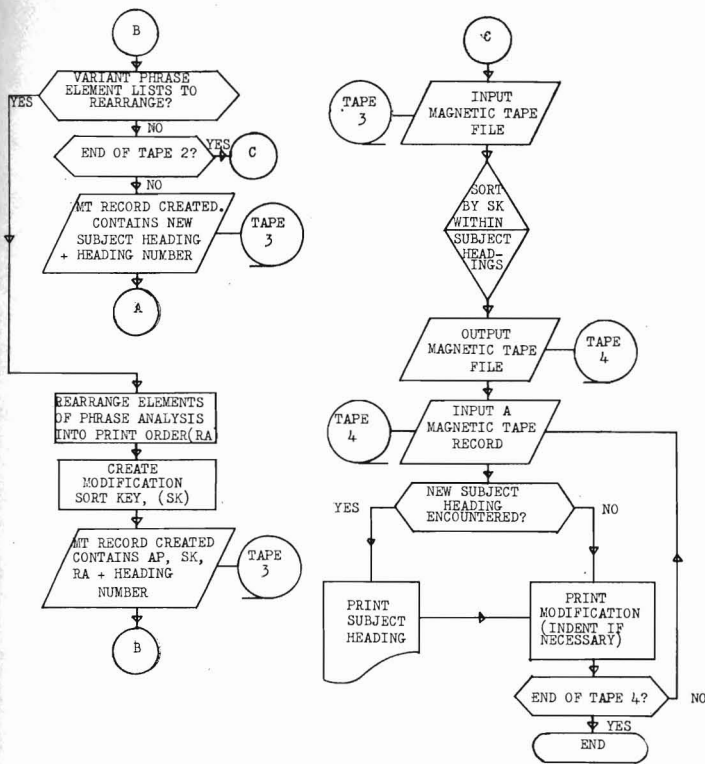 B
VARIANT PHRASE
ELEMENT LISTS TO
REARRANGE?
YES
NO
END OF TAPE 2?
YES
C
NO
MT RECORD CREATED.
CONTAINS NEW
SUBJECT HEADING
+ HEADING NUMBER
TAPE
3
A
REARRANGE ELEMENTS
OF PHRASE ANALYSIS
INTO PRINT ORDER(RA)
CREATE
MODIFICATION
SORT KEY, (SK)
MT RECORD CREATED
CONTAINS AP, SK,
RA + HEADING
NUMBER
TAPE
3
B
C
TAPE
3
INPUT
MAGNETIC TAPE
FILE
SORT
BY SK
WITHIN
SUBJECT
HEAD-
INGS
OUTPUT
MAGNETIC TAPE
FILE
TAPE
4
TAPE
4
INPUT A
MAGNETIC TAPE
RECORD
NEW SUBJECT
HEADING
ENCOUNTERED?
YES
NO
PRINT
SUBJECT
HEADING
PRINT
MODIFICATION
(INDENT IF
NECESSARY)
END OF TAPE 4?
NO
YES
END